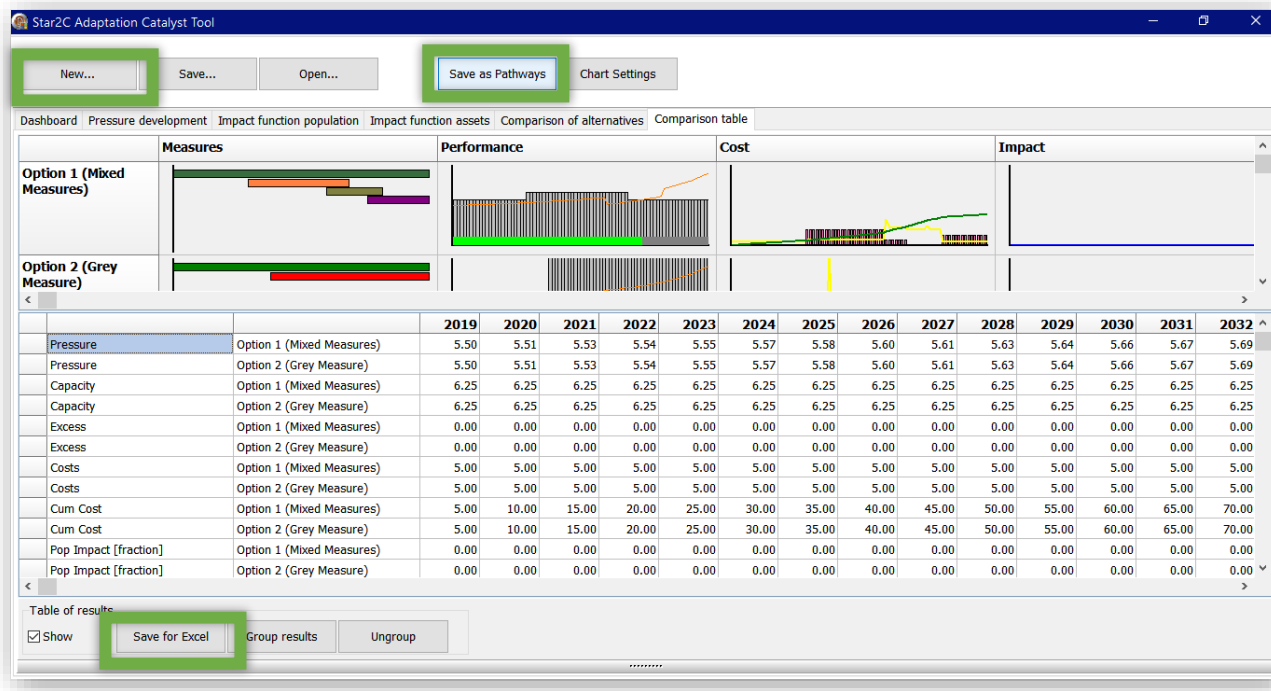 Star2C Adaptation Catalyst Tool
New... Save... Open... Save as Pathways Chart Settings
Dashboard Pressure development Impact function population Impact function assets Comparison of alternatives Comparison table
Measures Performance Cost Impact
Option 1 (Mixed
Measures)
Option 2 (Grey
Measure)
2019 2020 2021 2022 2023 2024 2025 2026 2027 2028 2029 2030 2031 2032
Pressure Option 1 (Mixed Measures) 5.50 5.51 5.53 5.54 5.55 5.57 5.58 5.60 5.61 5.63 5.64 5.66 5.67 5.69
Pressure Option 2 (Grey Measure) 5.50 5.51 5.53 5.54 5.55 5.57 5.58 5.60 5.61 5.63 5.64 5.66 5.67 5.69
Capacity Option 1 (Mixed Measures) 6.25 6.25 6.25 6.25 6.25 6.25 6.25 6.25 6.25 6.25 6.25 6.25 6.25 6.25
Capacity Option 2 (Grey Measure) 6.25 6.25 6.25 6.25 6.25 6.25 6.25 6.25 6.25 6.25 6.25 6.25 6.25 6.25
Excess Option 1 (Mixed Measures) 0.00 0.00 0.00 0.00 0.00 0.00 0.00 0.00 0.00 0.00 0.00 0.00 0.00 0.00
Excess Option 2 (Grey Measure) 0.00 0.00 0.00 0.00 0.00 0.00 0.00 0.00 0.00 0.00 0.00 0.00 0.00 0.00
Costs Option 1 (Mixed Measures) 5.00 5.00 5.00 5.00 5.00 5.00 5.00 5.00 5.00 5.00 5.00 5.00 5.00 5.00
Costs Option 2 (Grey Measure) 5.00 5.00 5.00 5.00 5.00 5.00 5.00 5.00 5.00 5.00 5.00 5.00 5.00 5.00
Cum Cost Option 1 (Mixed Measures) 5.00 10.00 15.00 20.00 25.00 30.00 35.00 40.00 45.00 50.00 55.00 60.00 65.00 70.00
Cum Cost Option 2 (Grey Measure) 5.00 10.00 15.00 20.00 25.00 30.00 35.00 40.00 45.00 50.00 55.00 60.00 65.00 70.00
Pop Impact [fraction] Option 1 (Mixed Measures) 0.00 0.00 0.00 0.00 0.00 0.00 0.00 0.00 0.00 0.00 0.00 0.00 0.00 0.00
Pop Impact [fraction] Option 2 (Grey Measure) 0.00 0.00 0.00 0.00 0.00 0.00 0.00 0.00 0.00 0.00 0.00 0.00 0.00 0.00
Table of results
Show Save for Excel Group results Ungroup